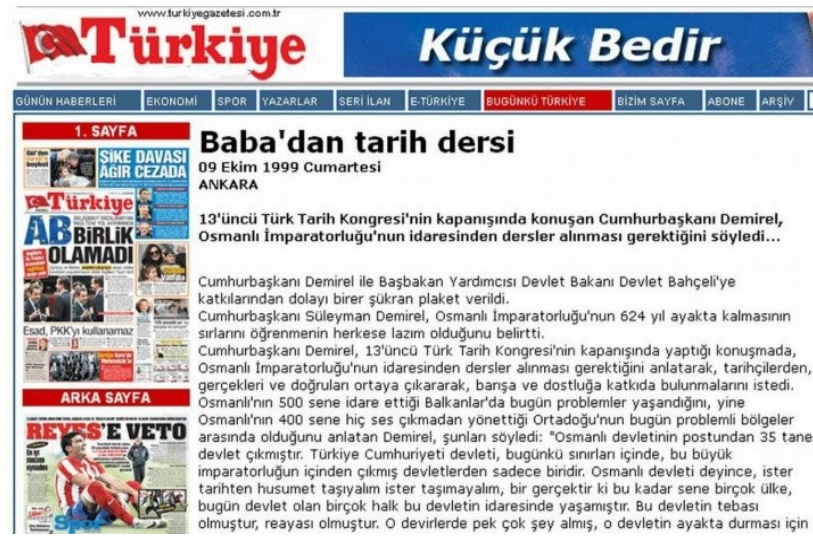 www.turkiyegazetesi.com.tr
Türkiye
Küçük Bedir
GÜNÜN HABERLERİ EKONOMİ SPOR YAZARLAR SERİ İLAN E-TÜRKİYE BUGÜNKÜ TÜRKİYE BİZİM SAYFA ABONE ARŞİV
1. SAYFA
ŞİKE DAVASI
AĞIR CEZADA
Türkiye
AB BİRLİK
OLAMADI
Esad, PKK'yı kullanamaz
ARKA SAYFA
REYES'E VETO
Spor
Baba'dan tarih dersi
09 Ekim 1999 Cumartesi
ANKARA
13'üncü Türk Tarih Kongresi'nin kapanışında konuşan Cumhurbaşkanı Demirel,
Osmanlı İmparatorluğu'nun idaresinden dersler alınması gerektiğini söyledi...
Cumhurbaşkanı Demirel ile Başbakan Yardımcısı Devlet Bakanı Devlet Bahçeli'ye
katkılarından dolayı birer şükran plaket verildi.
Cumhurbaşkanı Süleyman Demirel, Osmanlı İmparatorluğu'nun 624 yıl ayakta kalmasının
sırlarını öğrenmenin herkese lazım olduğunu belirtti.
Cumhurbaşkanı Demirel, 13'üncü Türk Tarih Kongresi'nin kapanışında yaptığı konuşmada,
Osmanlı İmparatorluğu'nun idaresinden dersler alınması gerektiğini anlatarak, tarihçilerden,
gerçekleri ve doğruları ortaya çıkararak, barışa ve dostluğa katkıda bulunmalarını istedi.
Osmanlı'nın 500 sene idare ettiği Balkanlar'da bugün problemler yaşandığını, yine
Osmanlı'nın 400 sene hiç ses çıkmadan yönettiği Ortadoğu'nun bugün problemli bölgeler
arasında olduğunu anlatan Demirel, şunları söyledi: "Osmanlı devletinin postundan 35 tane
devlet çıkmıştır. Türkiye Cumhuriyeti devleti, bugünkü sınırları içinde, bu büyük
imparatorluğun içinden çıkmış devletlerden sadece biridir. Osmanlı devleti deyince, ister
tarihten husumet taşıyalım ister taşımayalım, bir gerçektir ki bu kadar sene birçok ülke,
bugün devlet olan birçok halk bu devletin idaresinde yaşamıştır. Bu devletin tebası
olmuştur, reayası olmuştur. O devirlerde pek çok şey almış, o devletin ayakta durması için